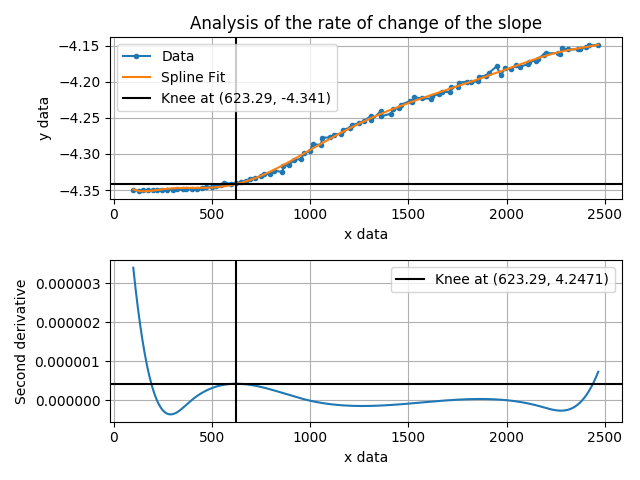 Analysis of the rate of change of the slope
−4.15
−4.20
−4.25
−4.30
−4.35
y data
Data
Spline Fit
Knee at (623.29, -4.341)
0 500 1000 1500 2000 2500
x data
0.000003
0.000002
0.000001
0.000000
Second derivative
Knee at (623.29, 4.2471)
0 500 1000 1500 2000 2500
x data